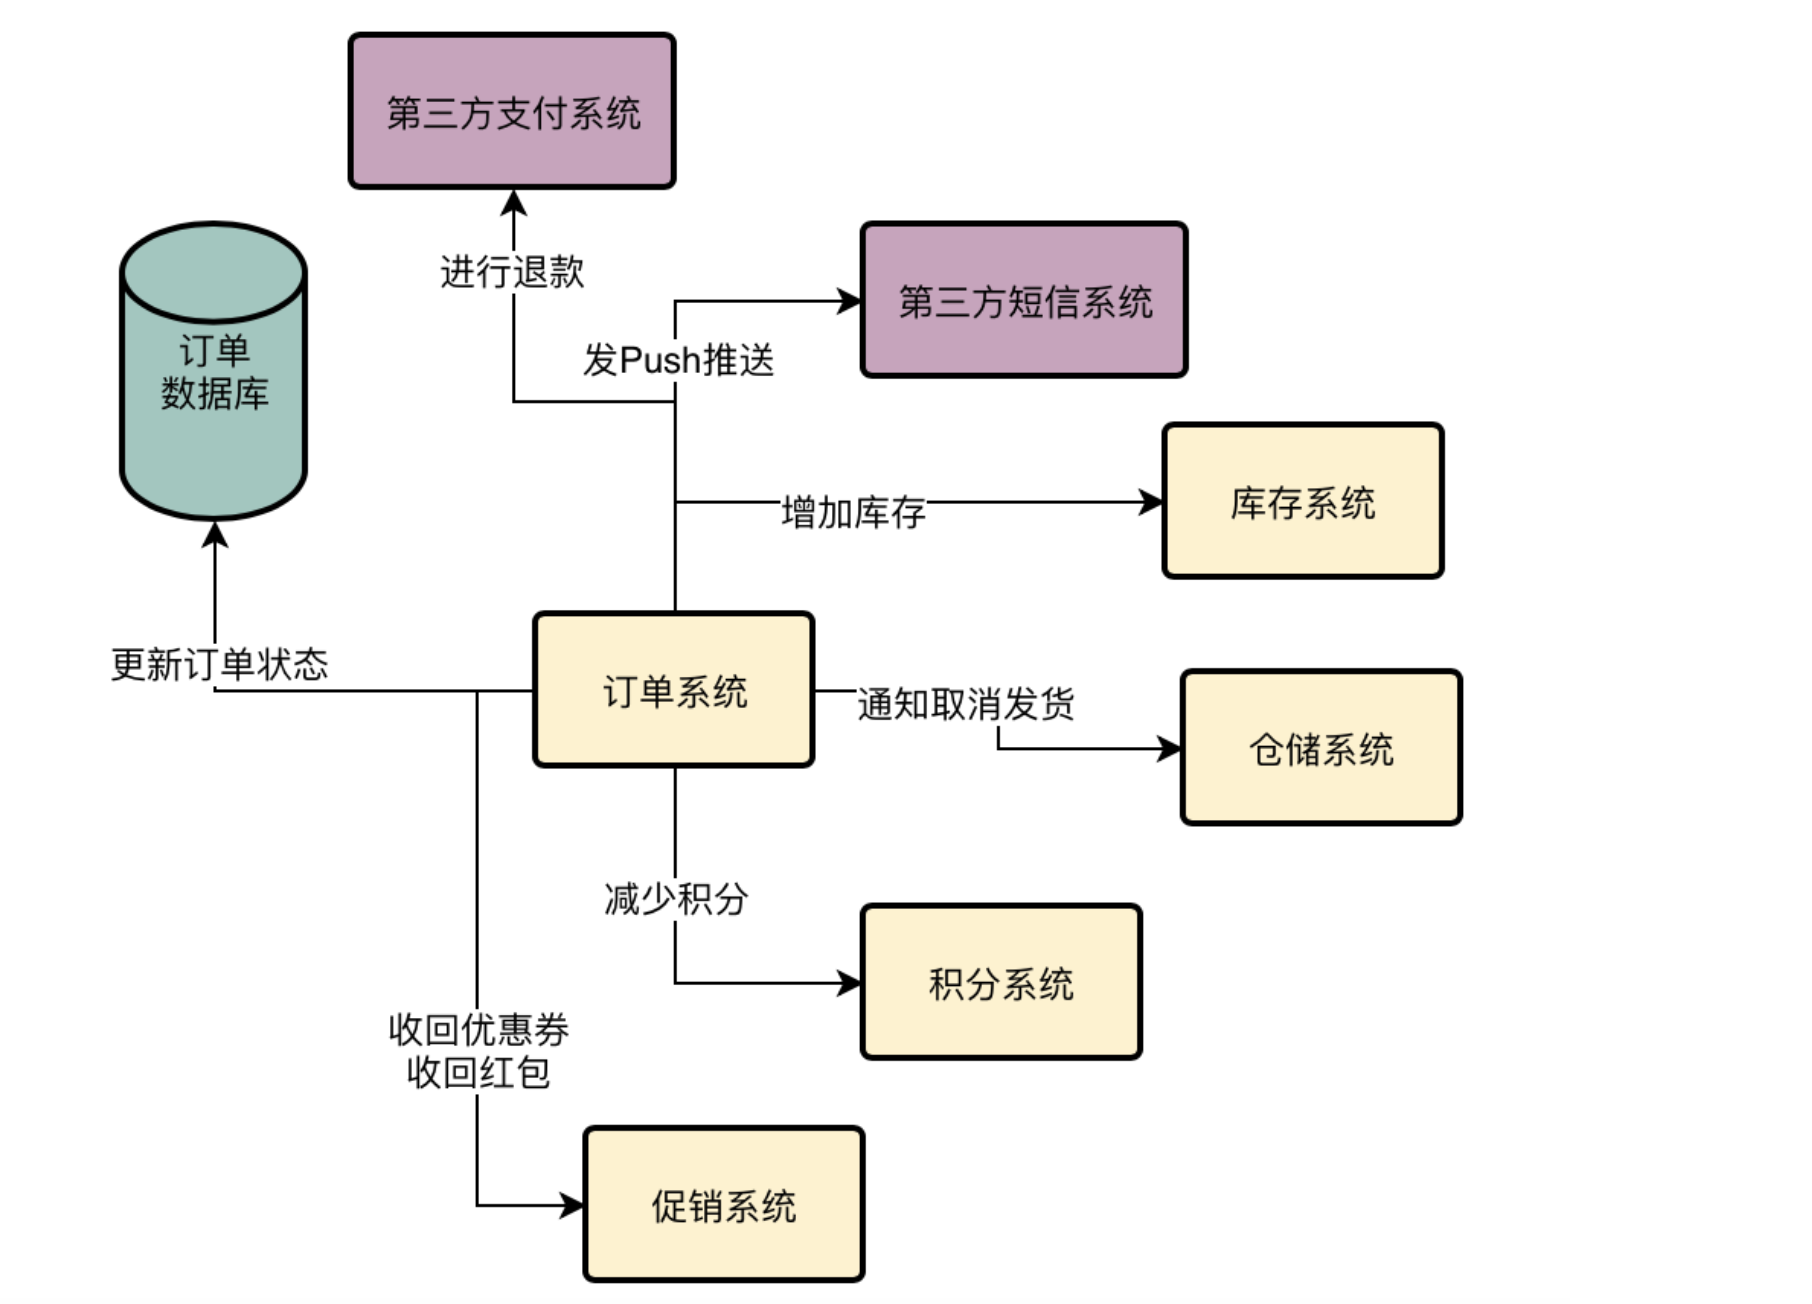 第三方支付系统
进行退款
第三方短信系统
发Push推送
订单
数据库
增加库存
库存系统
更新订单状态
订单系统
通知取消发货
仓储系统
减少积分
积分系统
收回优惠券
收回红包
促销系统